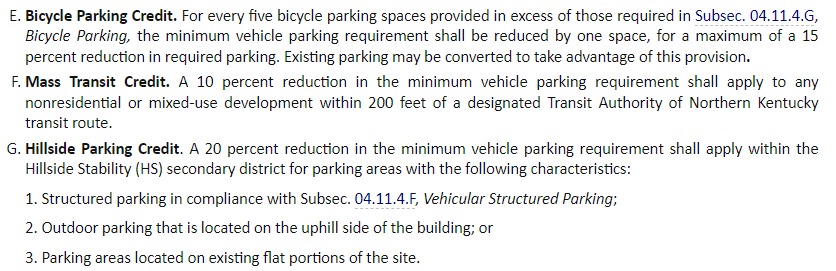 E. Bicycle Parking Credit. For every five bicycle parking spaces provided in excess of those required in Subsec. 04.11.4.G,
Bicycle Parking, the minimum vehicle parking requirement shall be reduced by one space, for a maximum of a 15
percent reduction in required parking. Existing parking may be converted to take advantage of this provision.
F. Mass Transit Credit. A 10 percent reduction in the minimum vehicle parking requirement shall apply to any
nonresidential or mixed-use development within 200 feet of a designated Transit Authority of Northern Kentucky
transit route.
G. Hillside Parking Credit. A 20 percent reduction in the minimum vehicle parking requirement shall apply within the
Hillside Stability (HS) secondary district for parking areas with the following characteristics:
1. Structured parking in compliance with Subsec. 04.11.4.F, Vehicular Structured Parking;
2. Outdoor parking that is located on the uphill side of the building; or
3. Parking areas located on existing flat portions of the site.